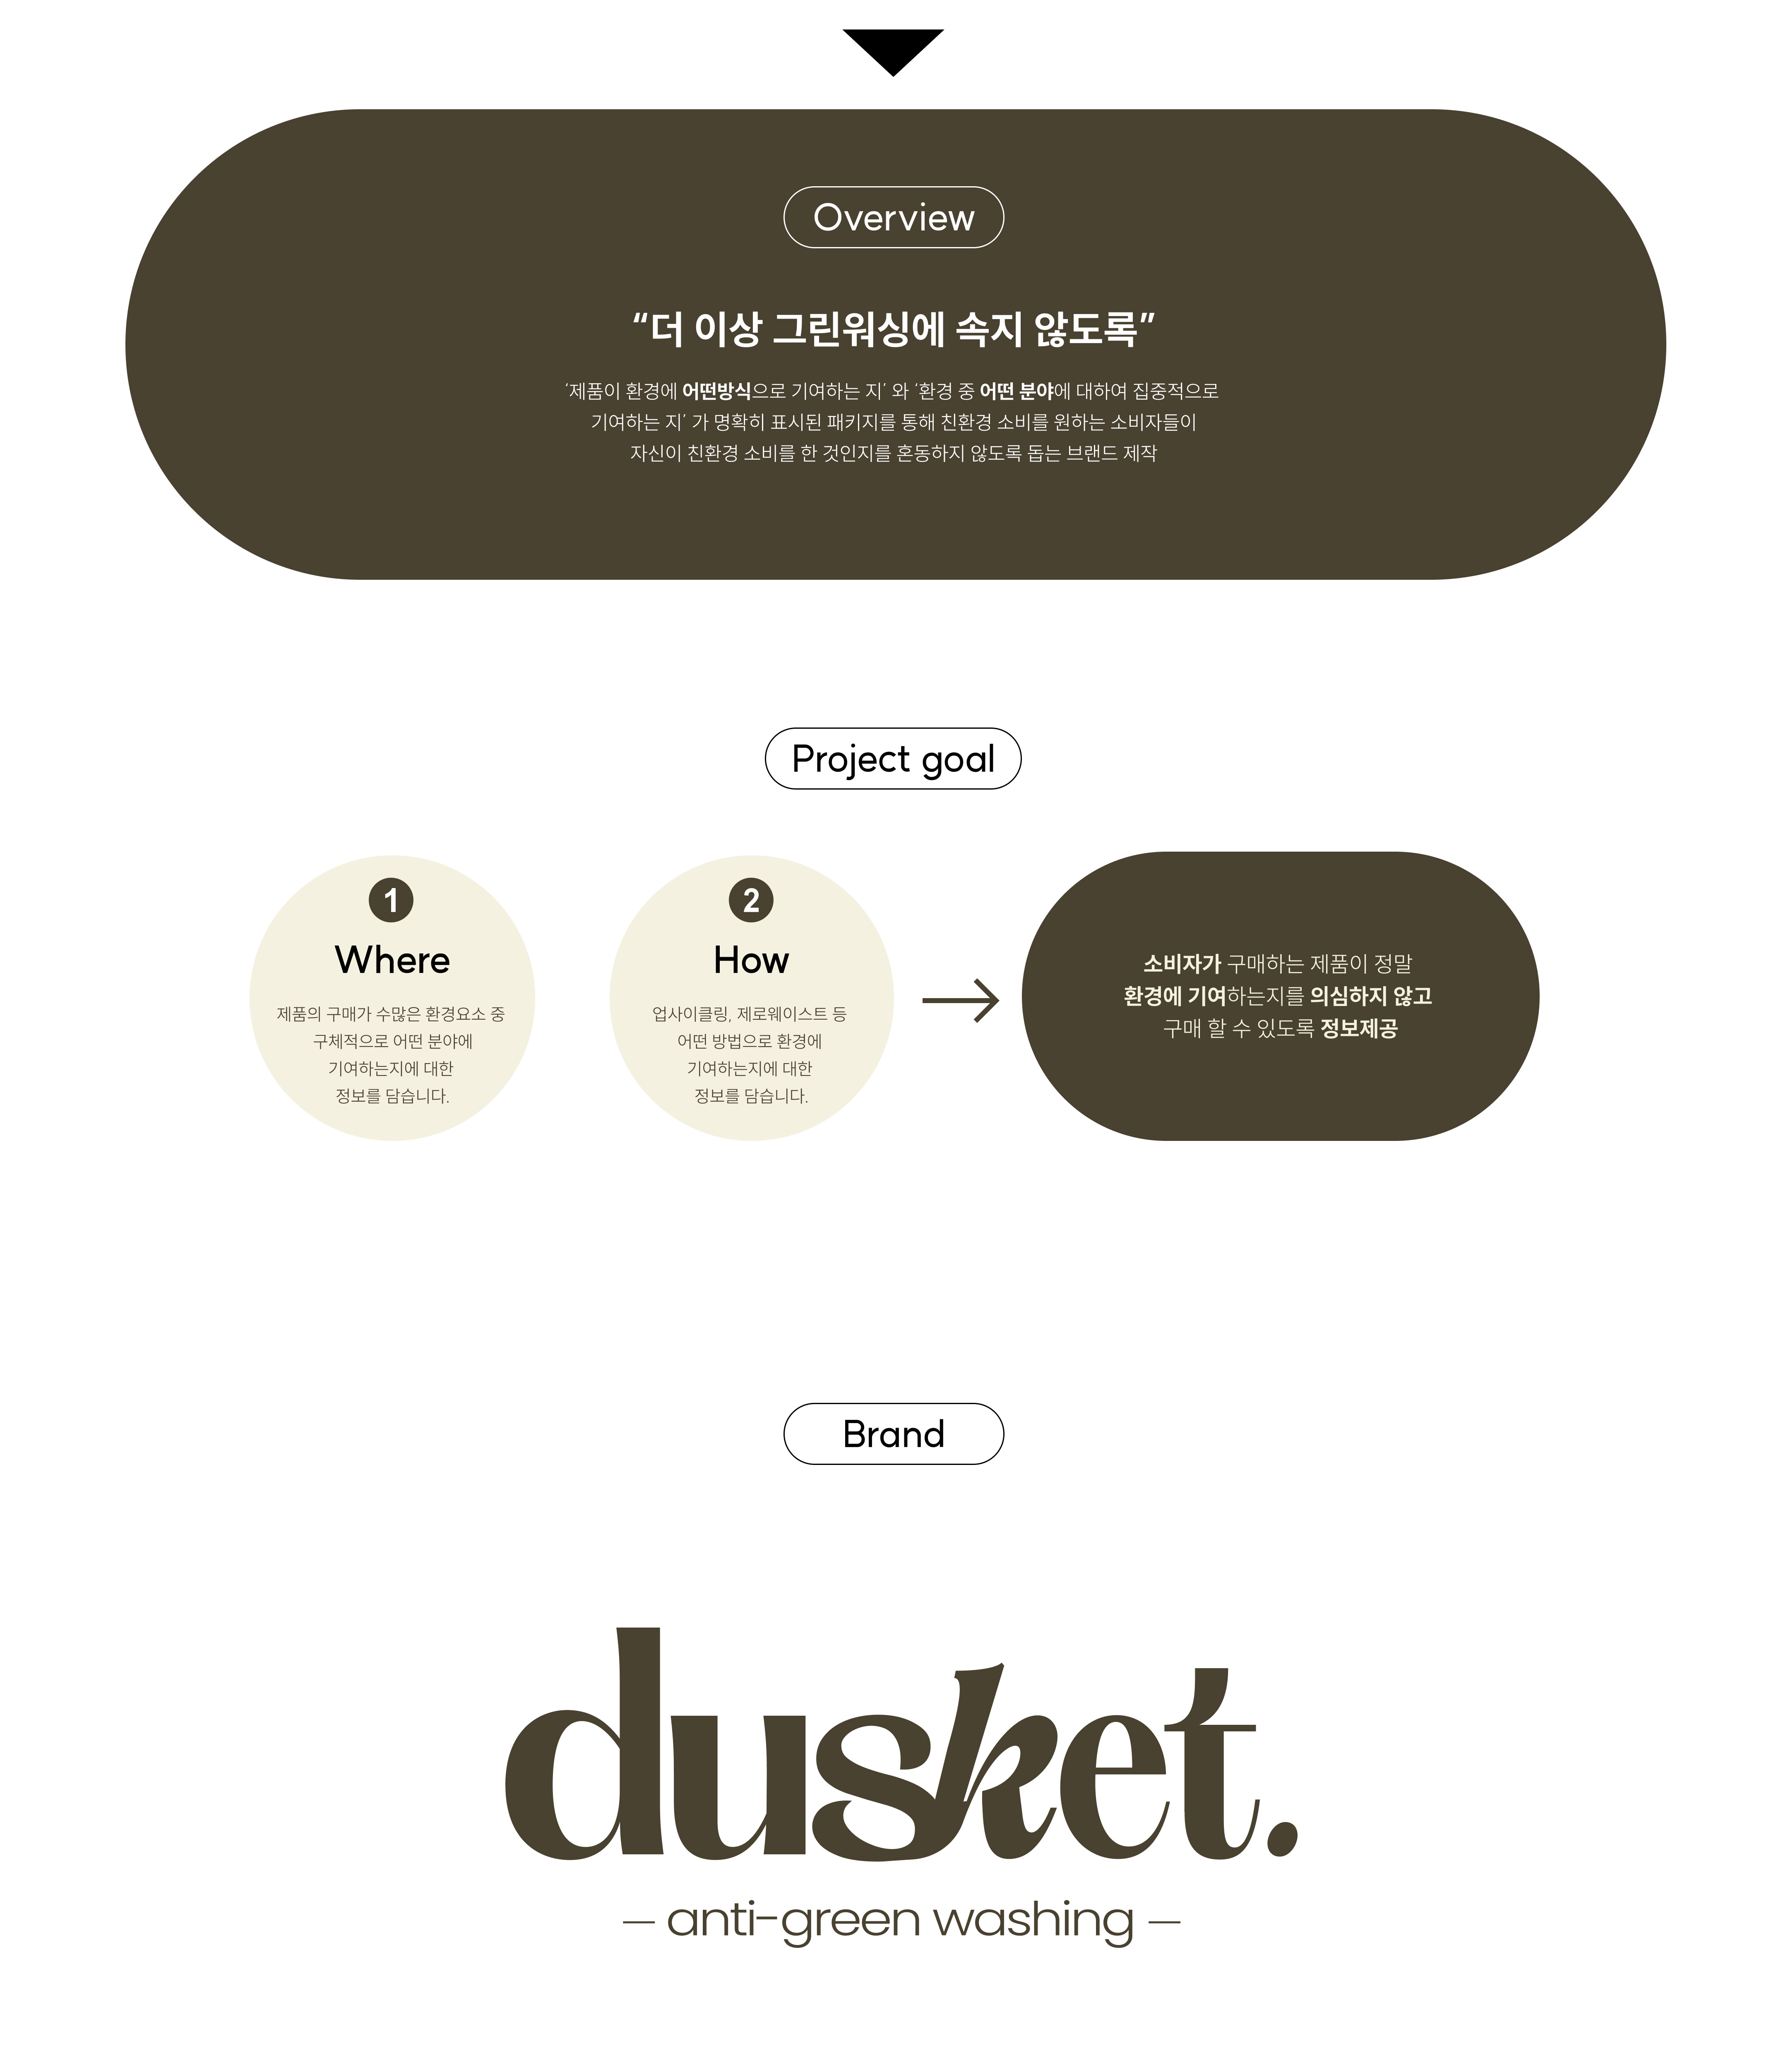 Overview
“더 이상 그린워싱에 속지 않도록”
‘제품이 환경에 어떤방식으로 기여하는 지’ 와 ‘환경 중 어떤 분야에 대하여 집중적으로
기여하는 지’ 가 명확히 표시된 패키지를 통해 친환경 소비를 원하는 소비자들이
자신이 친환경 소비를 한 것인지를 혼동하지 않도록 돕는 브랜드 제작
Project goal
1
Where
제품의 구매가 수많은 환경요소 중
구체적으로 어떤 분야에
기여하는지에 대한
정보를 담습니다.
2
How
업사이클링, 제로웨이스트 등
어떤 방법으로 환경에
기여하는지에 대한
정보를 담습니다.
소비자가 구매하는 제품이 정말
환경에 기여하는지를 의심하지 않고
구매 할 수 있도록 정보제공
Brand
dusket.
— anti-green washing —